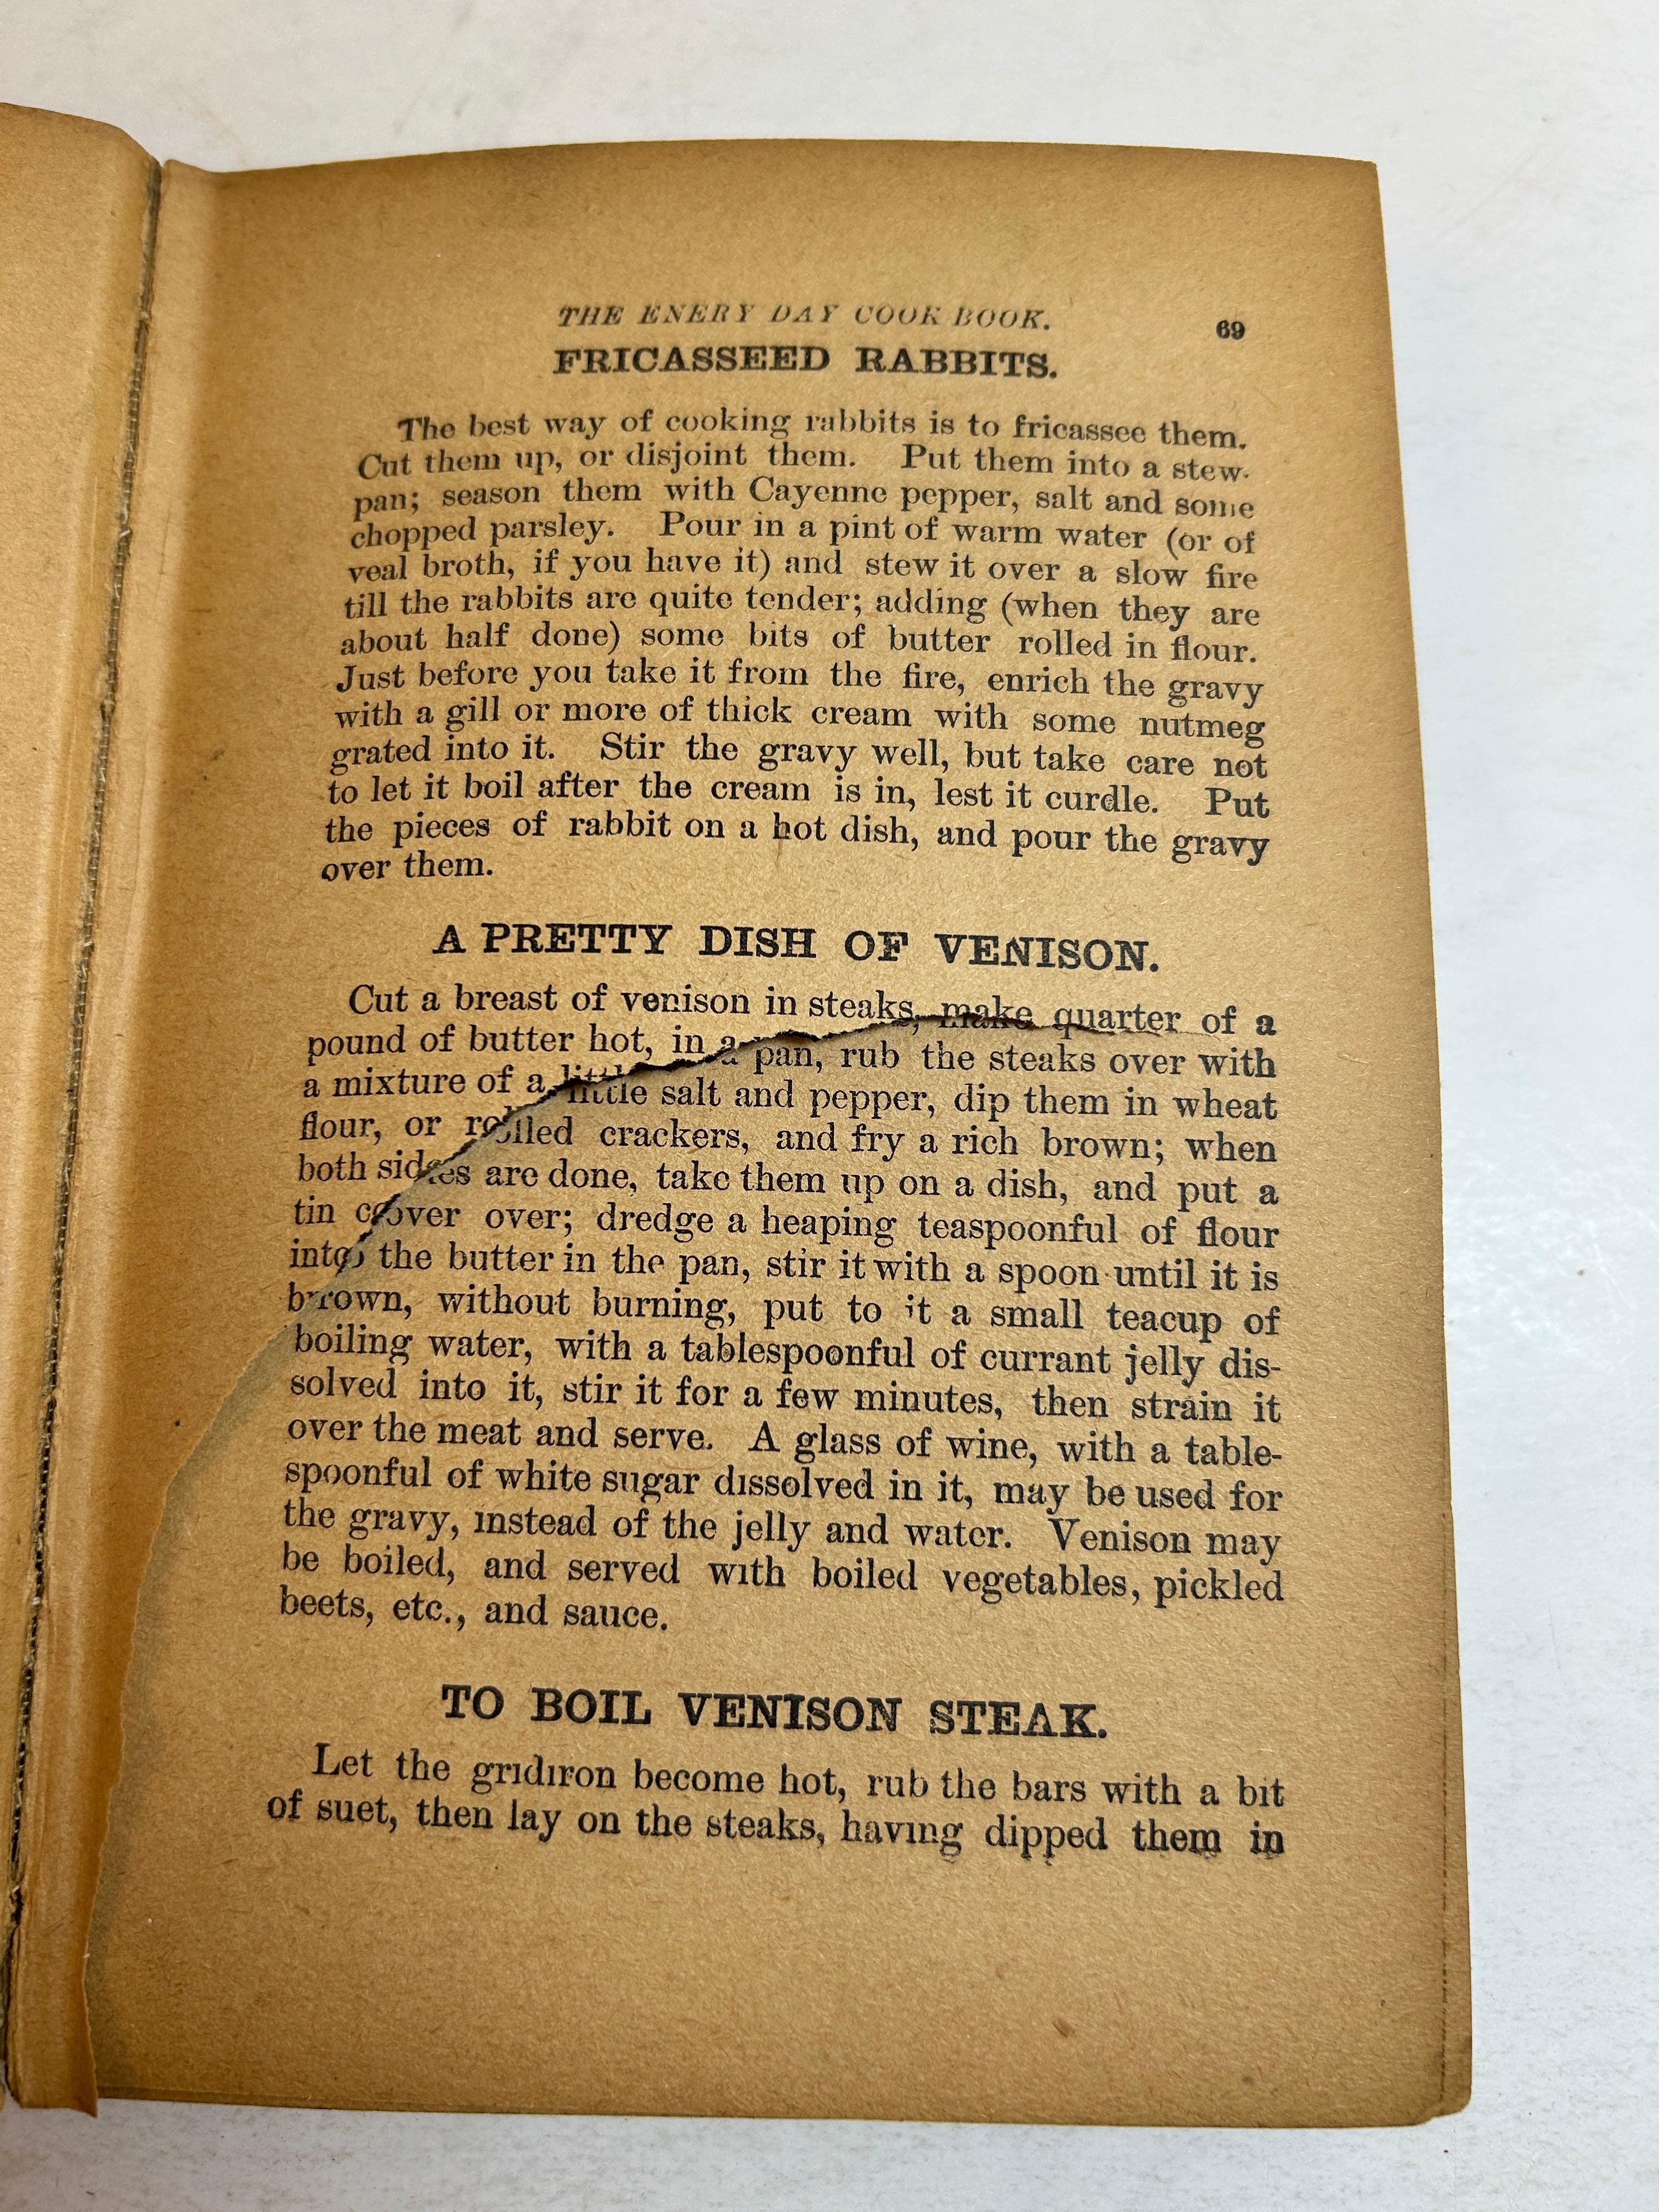 THE ENERY DAY COOK BOOK.
69
FRICASSEED RABBITS.
The best way of cooking rabbits is to fricassee them.
Cut them up, or disjoint them. Put them into a stew-
pan; season them with Cayenne pepper, salt and some
chopped parsley. Pour in a pint of warm water (or of
veal broth, if you have it) and stew it over a slow fire
till the rabbits are quite tender; adding (when they are
about half done) some bits of butter rolled in flour.
Just before you take it from the fire, enrich the gravy
with a gill or more of thick cream with some nutmeg
grated into it. Stir the gravy well, but take care not
to let it boil after the cream is in, lest it curdle. Put
the pieces of rabbit on a hot dish, and pour the gravy
over them.
A PRETTY DISH OF VENISON.
Cut a breast of venison in steaks, make quarter of a
pound of butter hot, in a pan, rub the steaks over with
a mixture of a little salt and pepper, dip them in wheat
flour, or rolled crackers, and fry a rich brown; when
both sides are done, take them up on a dish, and put a
tin cover over; dredge a heaping teaspoonful of flour
into the butter in the pan, stir it with a spoon until it is
brown, without burning, put to it a small teacup of
boiling water, with a tablespoonful of currant jelly dis-
solved into it, stir it for a few minutes, then strain it
over the meat and serve. A glass of wine, with a table-
spoonful of white sugar dissolved in it, may be used for
the gravy, instead of the jelly and water. Venison may
be boiled, and served with boiled vegetables, pickled
beets, etc., and sauce.
TO BOIL VENISON STEAK.
Let the gridiron become hot, rub the bars with a bit
of suet, then lay on the steaks, having dipped them in